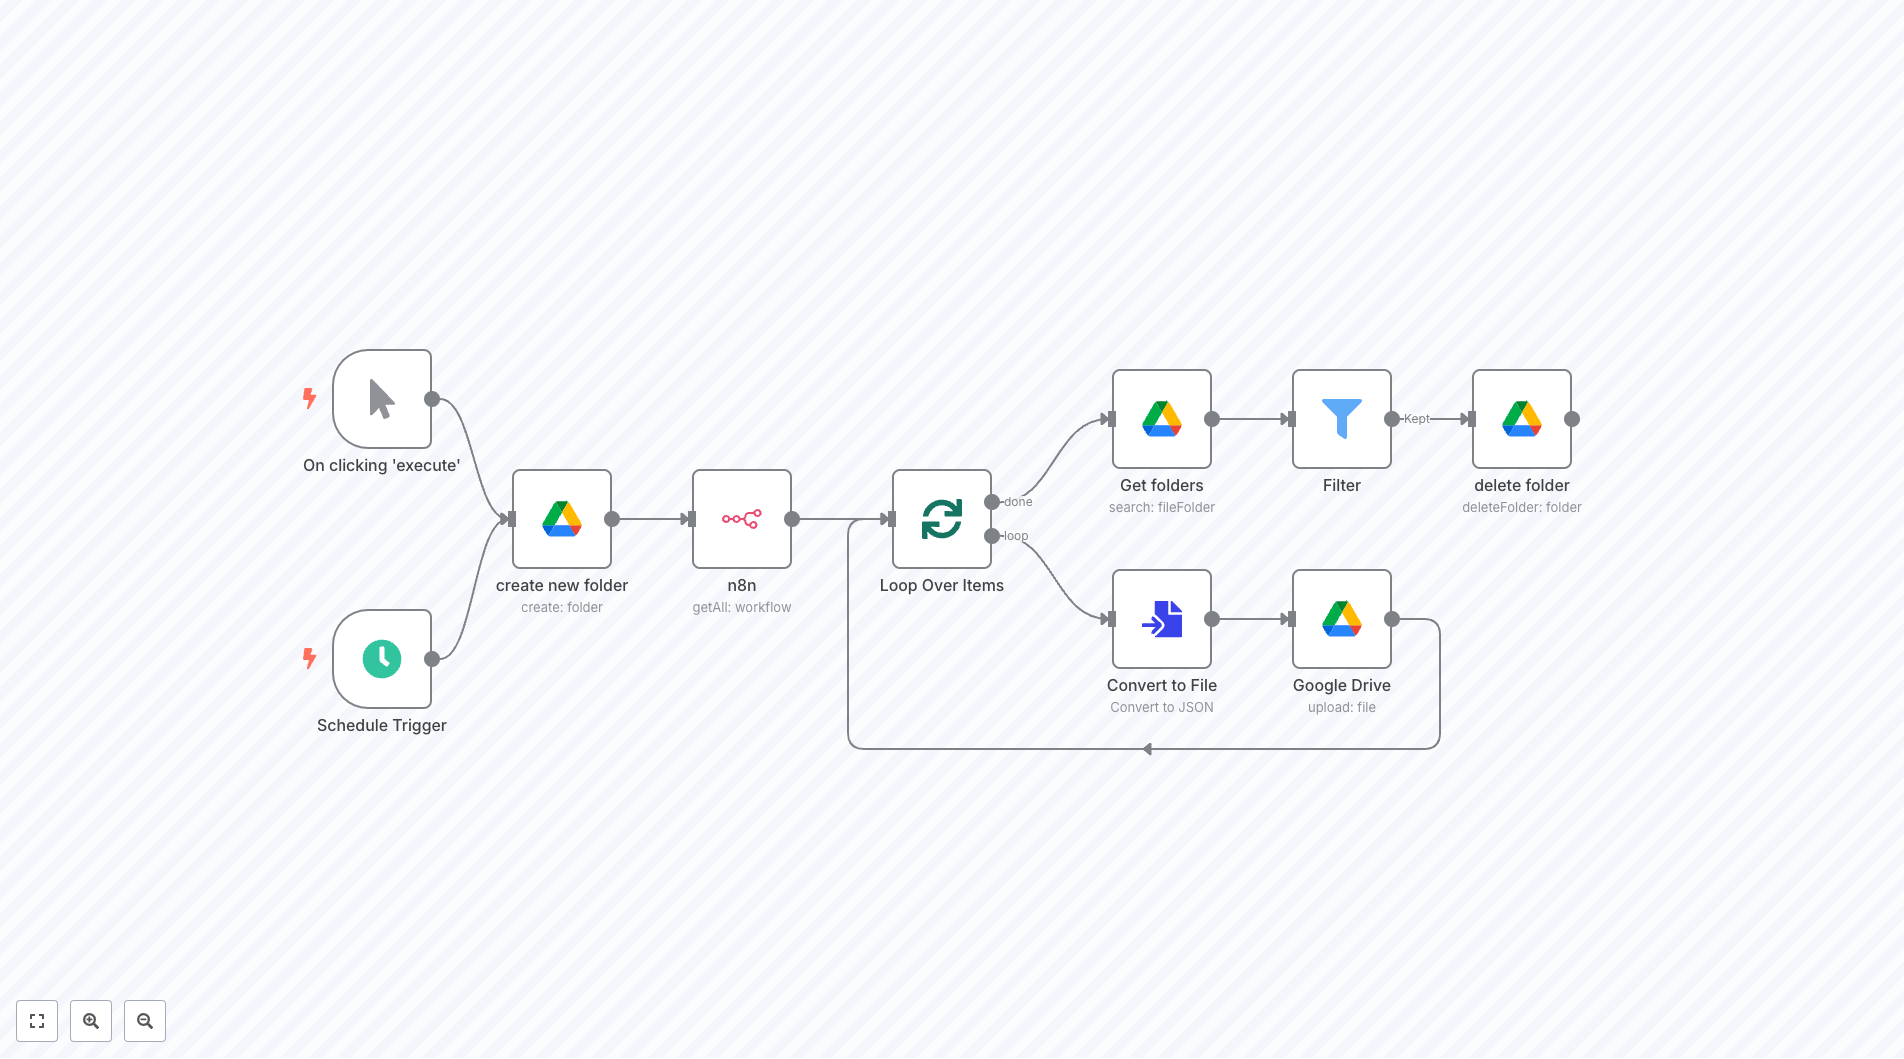 On clicking 'execute'
Schedule Trigger
create new folder
create: folder
n8n
getAll: workflow
Loop Over Items
done
loop
Get folders
search: fileFolder
Filter
Kept
delete folder
deleteFolder: folder
Convert to File
Convert to JSON
Google Drive
upload: file